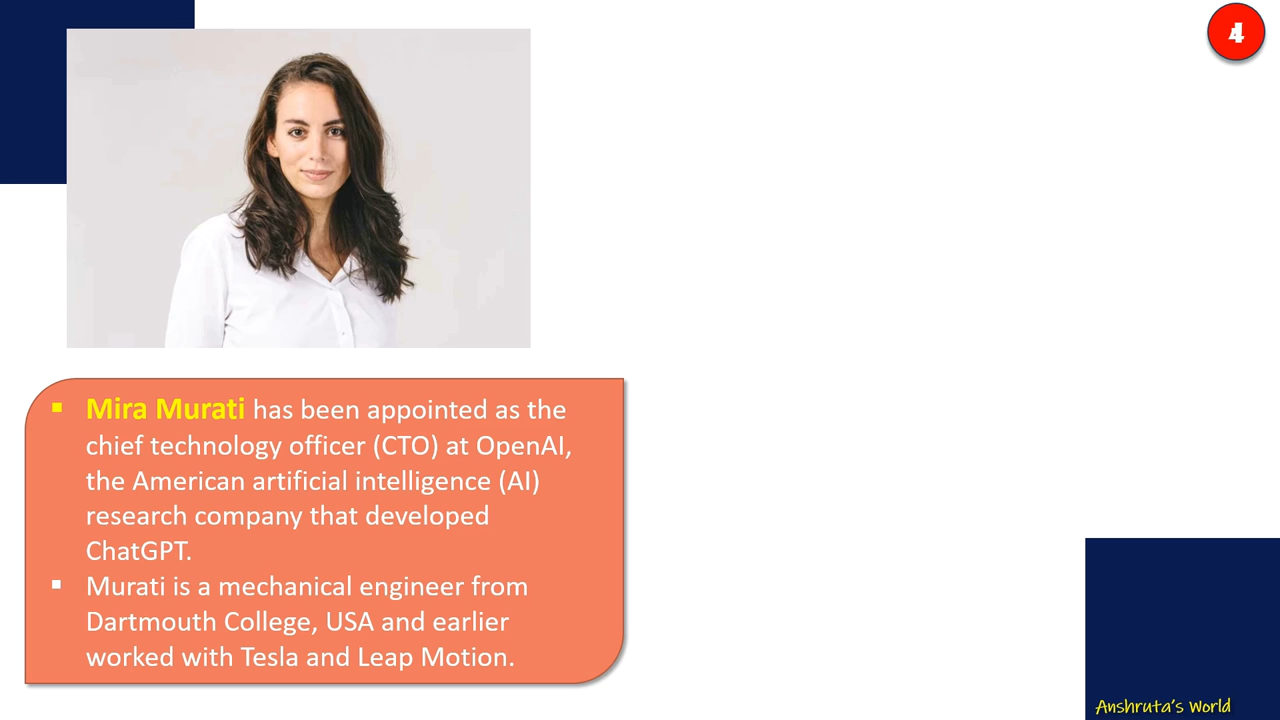 4
▪ Mira Murati has been appointed as the
chief technology officer (CTO) at OpenAI,
the American artificial intelligence (AI)
research company that developed
ChatGPT.
▪ Murati is a mechanical engineer from
Dartmouth College, USA and earlier
worked with Tesla and Leap Motion.
Anshruta's World